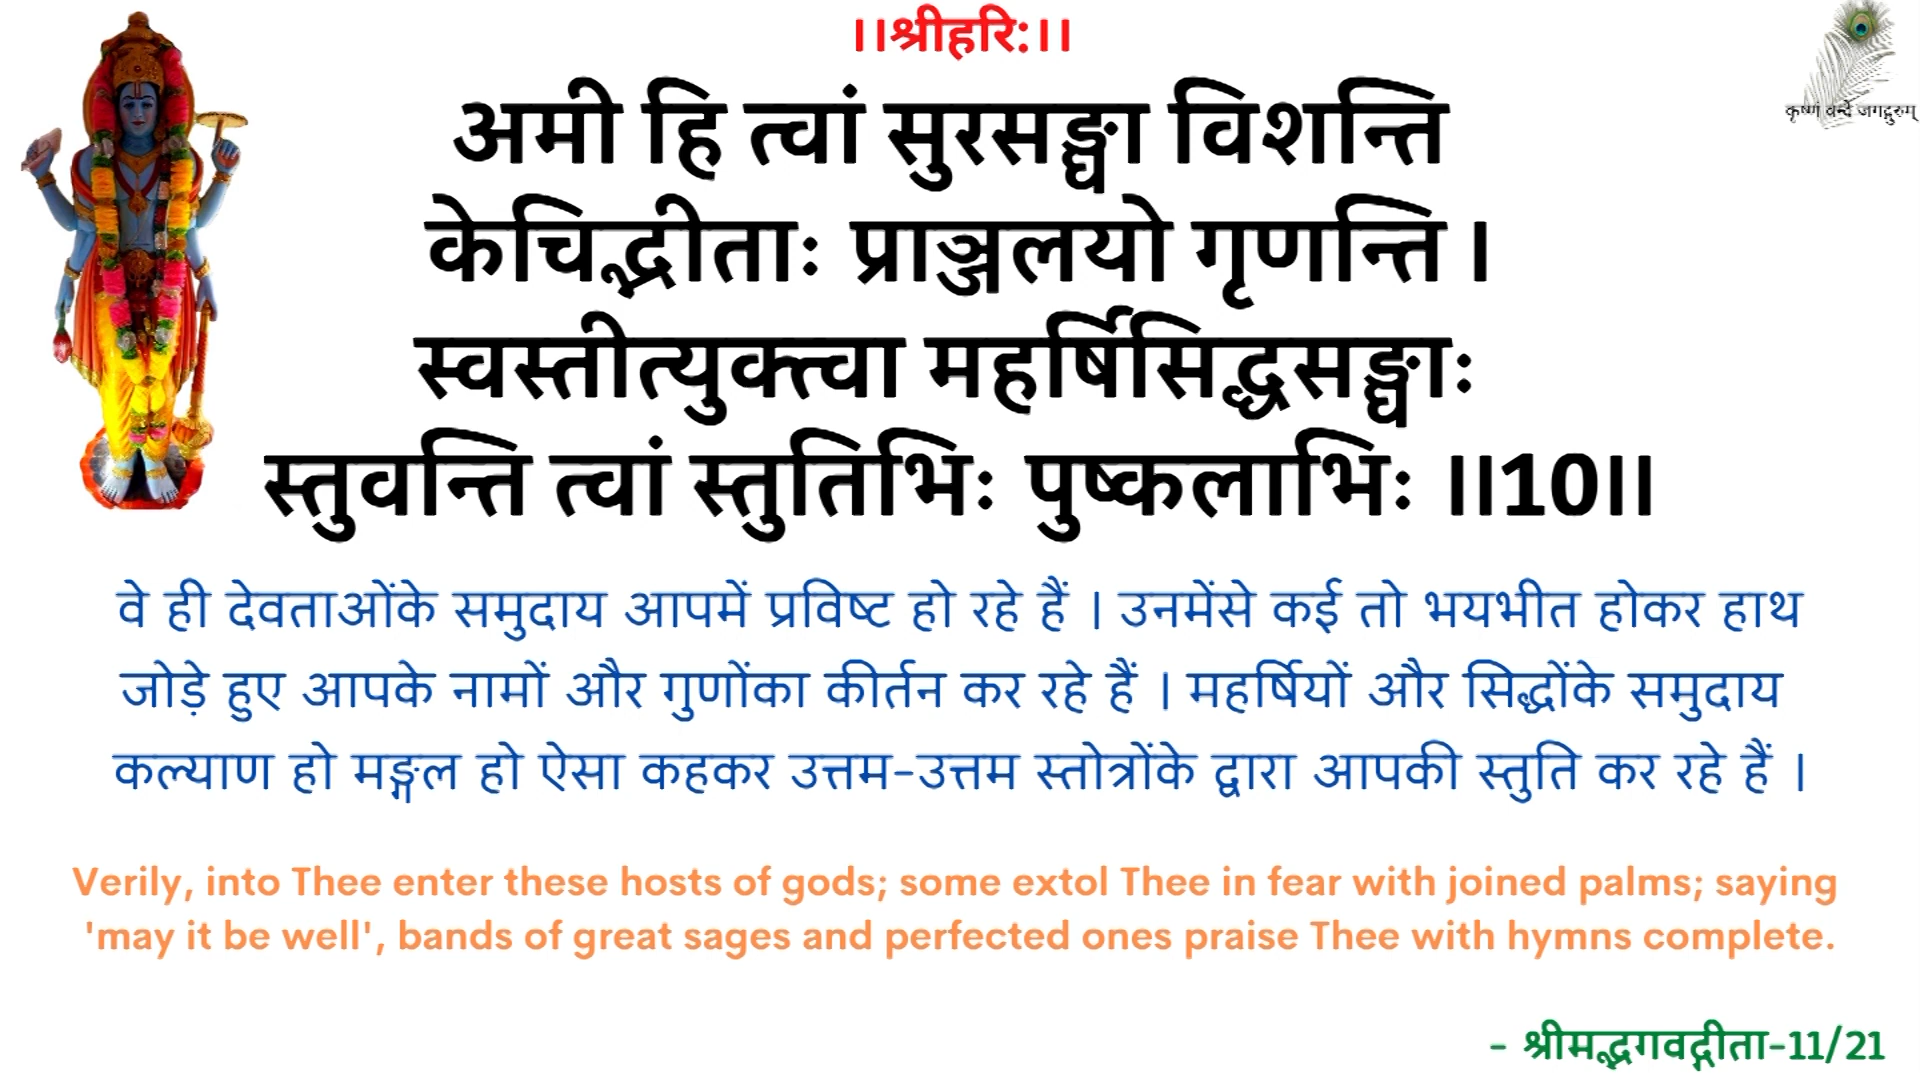 ।।श्रीहरि:।।
कृष्णं वन्दे जगद्गुरुम्
अमी हि त्वां सुरसङ्घा विशन्ति
केचिद्भीताः प्राञ्जलयो गृणन्ति ।
स्वस्तीत्युक्त्वा महर्षिसिद्धसङ्घाः
स्तुवन्ति त्वां स्तुतिभिः पुष्कलाभिः ॥10॥
वे ही देवताओंके समुदाय आपमें प्रविष्ट हो रहे हैं । उनमेंसे कई तो भयभीत होकर हाथ
जोड़े हुए आपके नामों और गुणोंका कीर्तन कर रहे हैं । महर्षियों और सिद्धोंके समुदाय
कल्याण हो मङ्गल हो ऐसा कहकर उत्तम-उत्तम स्तोत्रोंके द्वारा आपकी स्तुति कर रहे हैं ।
Verily, into Thee enter these hosts of gods; some extol Thee in fear with joined palms; saying
'may it be well', bands of great sages and perfected ones praise Thee with hymns complete.
- श्रीमद्भगवद्गीता-11/21